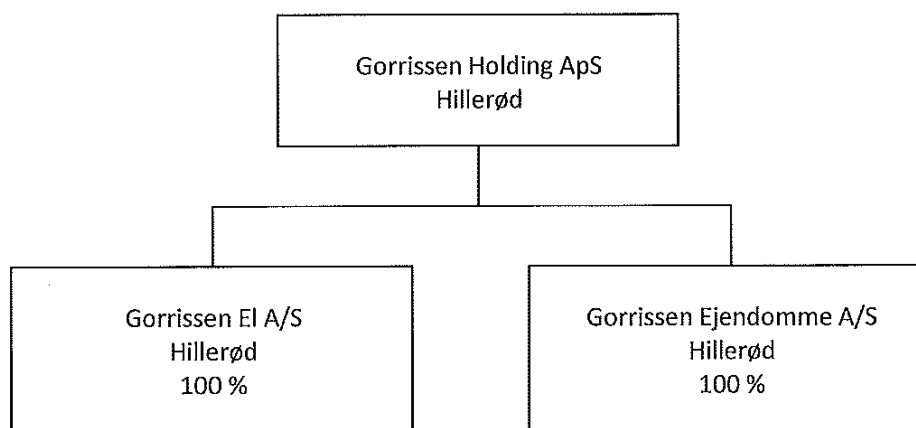 Gorrissen Holding ApS
Hillerød
Gorrissen El A/S
Hillerød
100 %
Gorrissen Ejendomme A/S
Hillerød
100 %